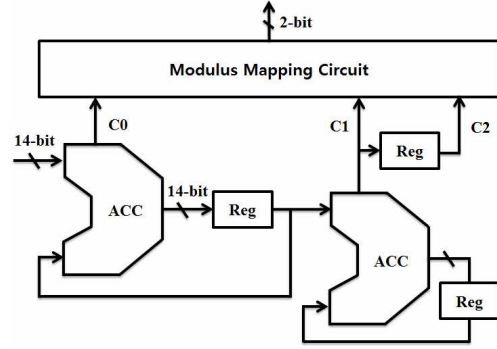 2-bit
Modulus Mapping Circuit
C0
C1
C2
14-bit
Reg
14-bit
ACC
Reg
ACC
Reg